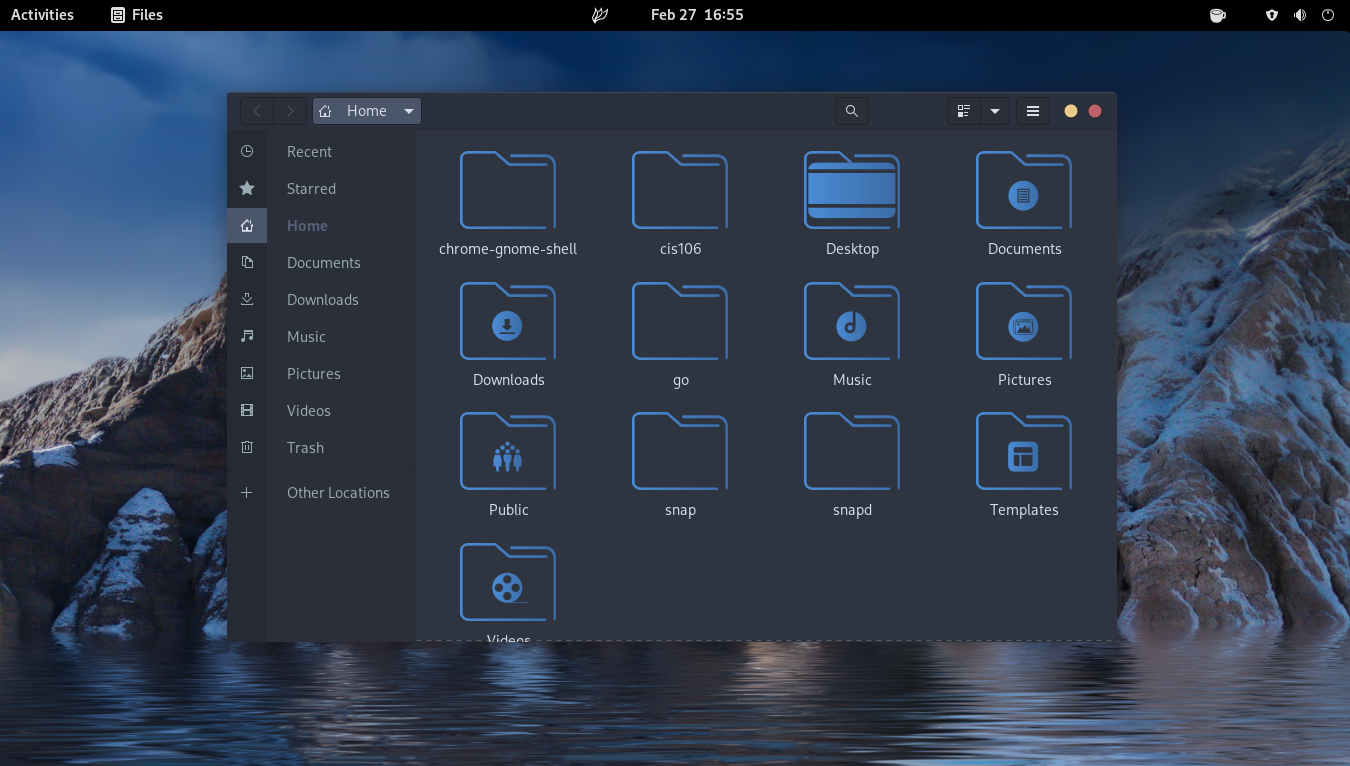 Activities Files Feb 27 16:55
Home
Recent
Starred
Home
Documents
Downloads
Music
Pictures
Videos
Trash
Other Locations
chrome-gnome-shell cis106 Desktop Documents
Downloads go Music Pictures
Public snap snapd Templates
Videos